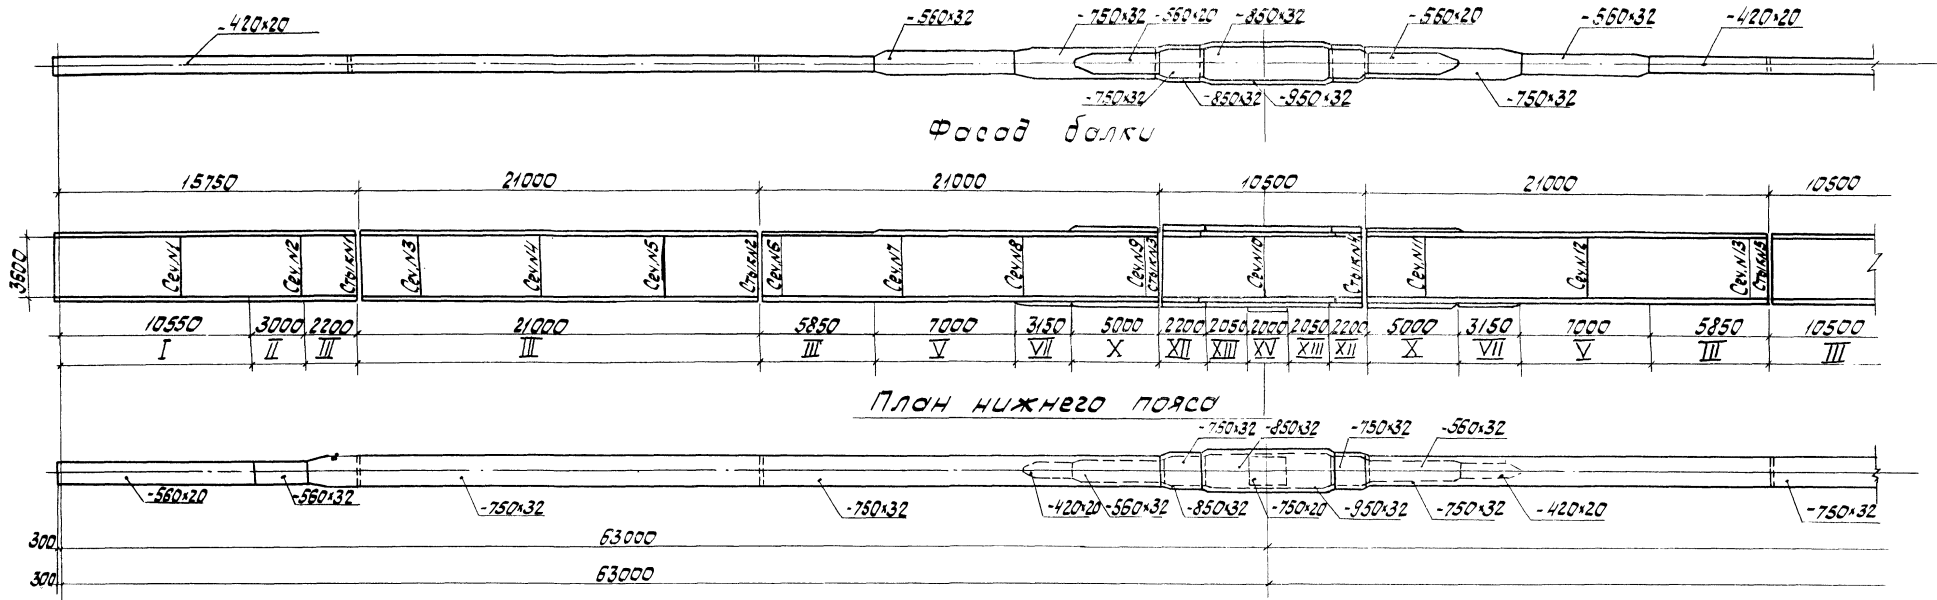 -420×20
-560×32
-750×32
-560×20
-850×32
-560×20
-560×32
-420×20
-750×32
-850×32
-950×32
-750×32
Фасад балки
15750
21000
21000
10500
21000
10500
3600
Сеч.N1
Сеч.N2
Стык N1
Сеч.N3
Сеч.N4
Сеч.N5
Стык N2
Сеч.N6
Сеч.N7
Сеч.N8
Сеч.N9
Стык N3
Сеч.N10
Стык N4
Сеч.N11
Сеч.N12
Сеч.N13
Стык N5
10550 3000 2200 21000 5850 7000 3150 5000 2200 2050 2000 2050 2200 5000 3150 7000 5850 10500
I II III III III V VII X XII XIII XV XIII XII X VII V III III
План нижнего пояса
-750×32
-850×32
-750×32
-560×32
-560×20
-560×32
-750×32
-750×32
-420×20
-560×32
-850×32
-750×20
-950×32
-750×32
-420×20
-750×32
300
63000
300
63000